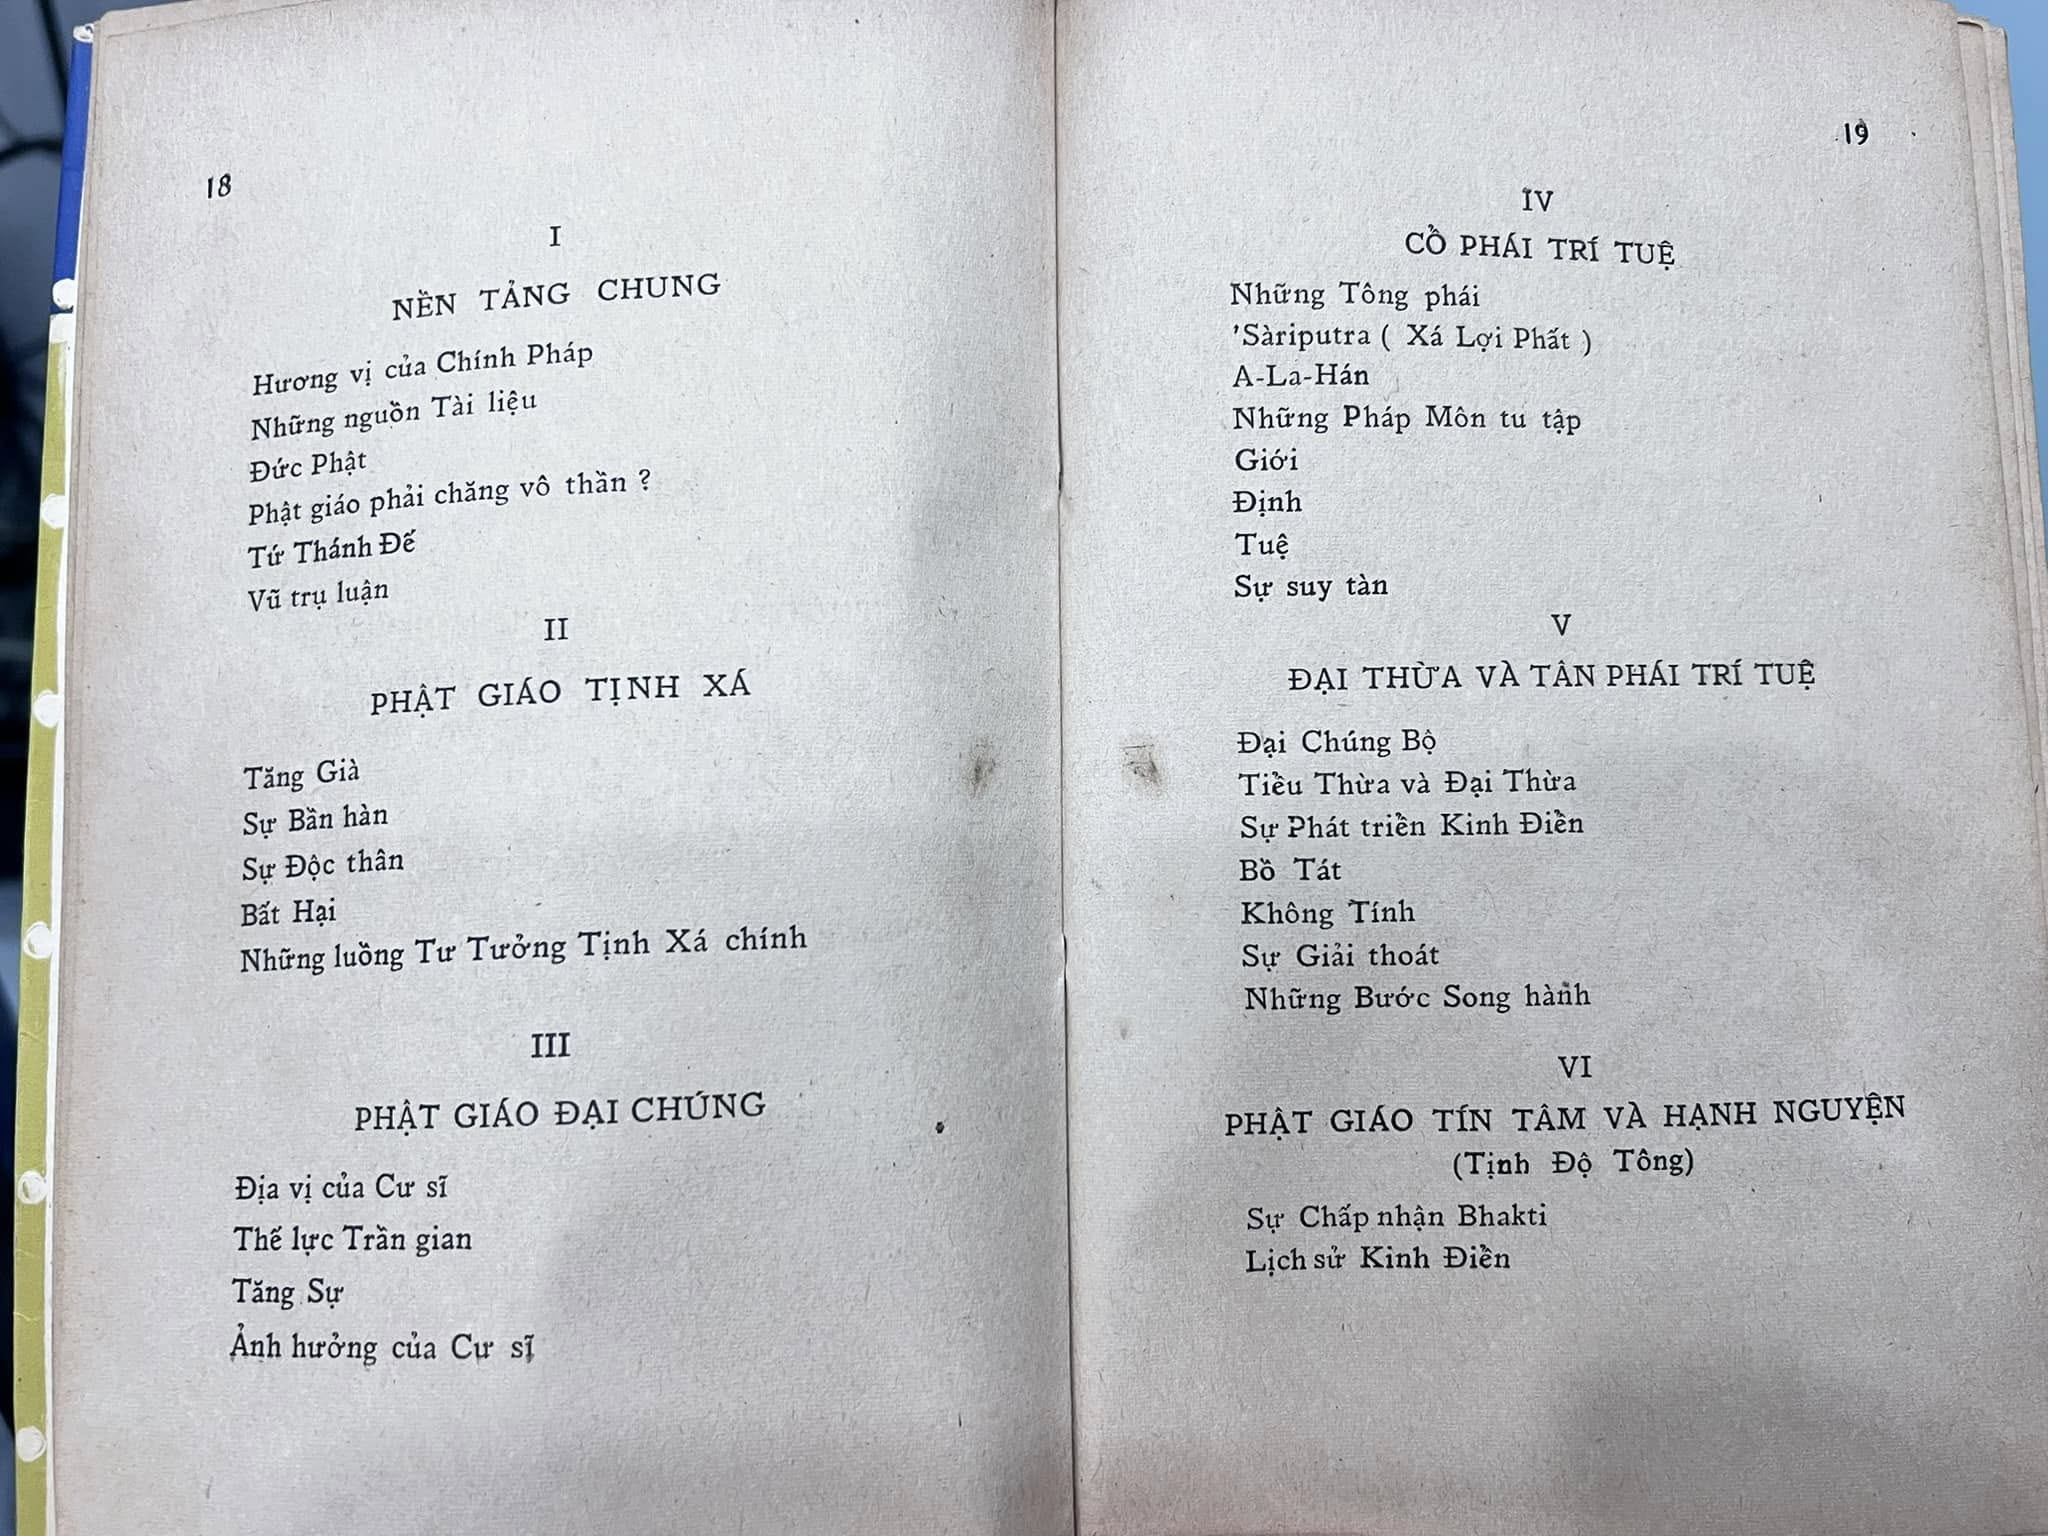 18
I
NỀN TẢNG CHUNG
Hương vị của Chính Pháp
Những nguồn Tài liệu
Đức Phật
Phật giáo phải chăng vô thần ?
Tứ Thánh Đế
Vũ trụ luận
II
PHẬT GIÁO TỊNH XÁ
Tăng Già
Sự Bần hàn
Sự Độc thân
Bất Hại
Những luồng Tư Tưởng Tịnh Xá chính
III
PHẬT GIÁO ĐẠI CHÚNG
Địa vị của Cư sĩ
Thế lực Trần gian
Tăng Sự
Ảnh hưởng của Cư sĩ
19
IV
CỔ PHÁI TRÍ TUỆ
Những Tông phái
'Sàriputra ( Xá Lợi Phất )
A-La-Hán
Những Pháp Môn tu tập
Giới
Định
Tuệ
Sự suy tàn
V
ĐẠI THỪA VÀ TÂN PHÁI TRÍ TUỆ
Đại Chúng Bộ
Tiểu Thừa và Đại Thừa
Sự Phát triển Kinh Điển
Bồ Tát
Không Tính
Sự Giải thoát
Những Bước Song hành
VI
PHẬT GIÁO TÍN TÂM VÀ HẠNH NGUYỆN
(Tịnh Độ Tông)
Sự Chấp nhận Bhakti
Lịch sử Kinh Điển